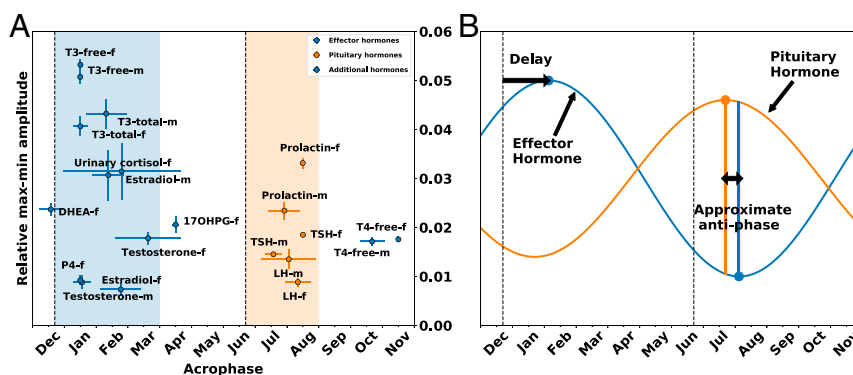 A
Relative max-min amplitude
Effector hormones
Pituitary hormones
Additional hormones
T3-free-f
T3-free-m
T3-total-m
T3-total-f
Urinary cortisol-f
Estradiol-m
DHEA-f
17OHPG-f
Testosterone-f
P4-f
Estradiol-f
Testosterone-m
Prolactin-f
Prolactin-m
TSH-f
TSH-m
LH-m
LH-f
T4-free-f
T4-free-m
0.06
0.05
0.04
0.03
0.02
0.01
0.00
Dec Jan Feb Mar Apr May Jun Jul Aug Sep Oct Nov
Acrophase
B
Delay
Effector
Hormone
Pituitary
Hormone
Approximate
anti-phase
Dec Jan Feb Mar Apr May Jun Jul Aug Sep Oct Nov